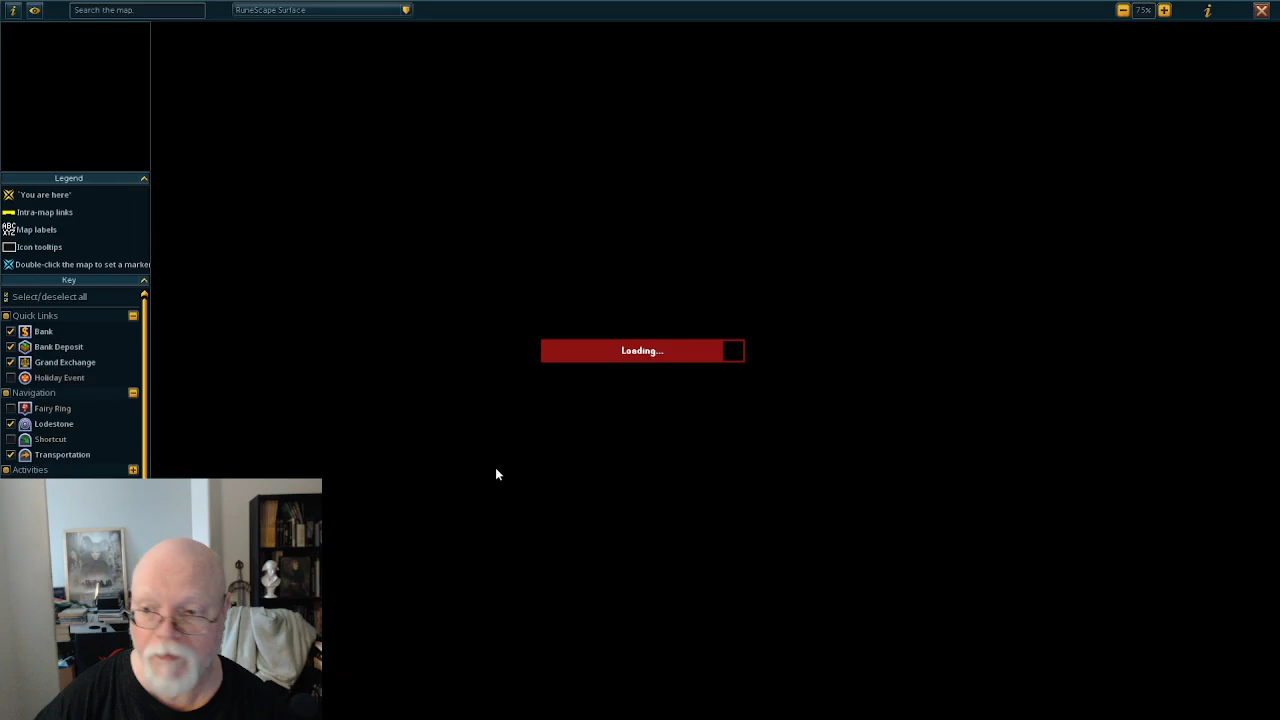 Search the map.
RuneScape Surface
75%
Legend
'You are here'
Intra-map links
ABC
XYZ
Map labels
Icon tooltips
Double-click the map to set a marker
Key
Select/deselect all
Quick Links
Bank
Bank Deposit
Grand Exchange
Holiday Event
Navigation
Fairy Ring
Lodestone
Shortcut
Transportation
Activities
Loading...